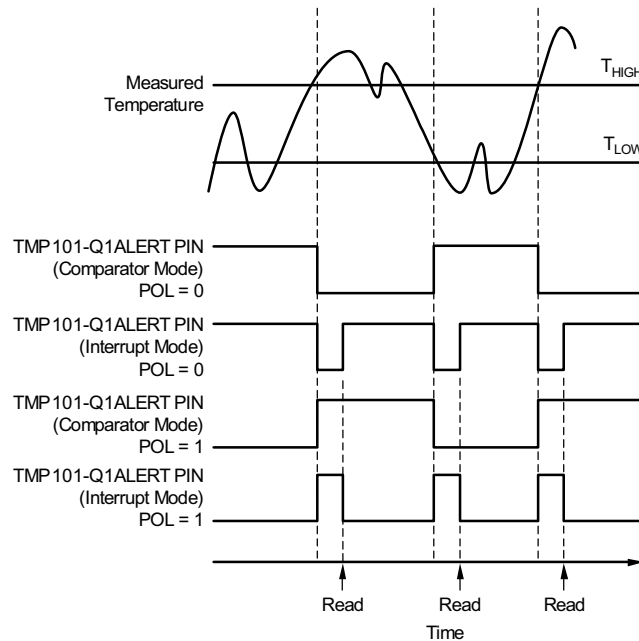 T_HIGH
Measured
Temperature
T_LOW
TMP101-Q1ALERT PIN
(Comparator Mode)
POL = 0
TMP101-Q1ALERT PIN
(Interrupt Mode)
POL = 0
TMP101-Q1ALERT PIN
(Comparator Mode)
POL = 1
TMP101-Q1ALERT PIN
(Interrupt Mode)
POL = 1
Read Read Read
Time